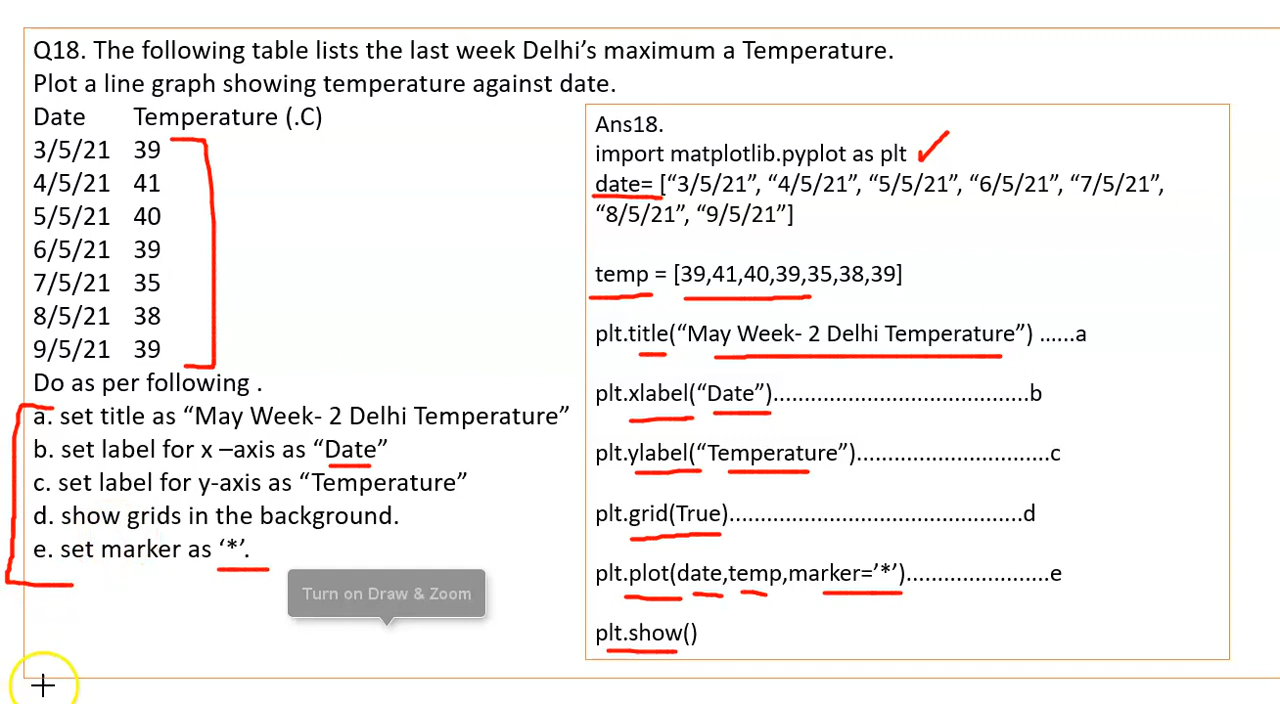 Q18. The following table lists the last week Delhi’s maximum a Temperature.
Plot a line graph showing temperature against date.
Date Temperature (.C)
3/5/21 39
4/5/21 41
5/5/21 40
6/5/21 39
7/5/21 35
8/5/21 38
9/5/21 39
Do as per following .
a. set title as “May Week- 2 Delhi Temperature”
b. set label for x –axis as “Date”
c. set label for y-axis as “Temperature”
d. show grids in the background.
e. set marker as ‘*’.
Turn on Draw & Zoom
Ans18.
import matplotlib.pyplot as plt
date= [“3/5/21”, “4/5/21”, “5/5/21”, “6/5/21”, “7/5/21”,
“8/5/21”, “9/5/21”]
temp = [39,41,40,39,35,38,39]
plt.title(“May Week- 2 Delhi Temperature”) ......a
plt.xlabel(“Date”)...........................................b
plt.ylabel(“Temperature”)................................c
plt.grid(True).................................................d
plt.plot(date,temp,marker=’*’)........................e
plt.show()